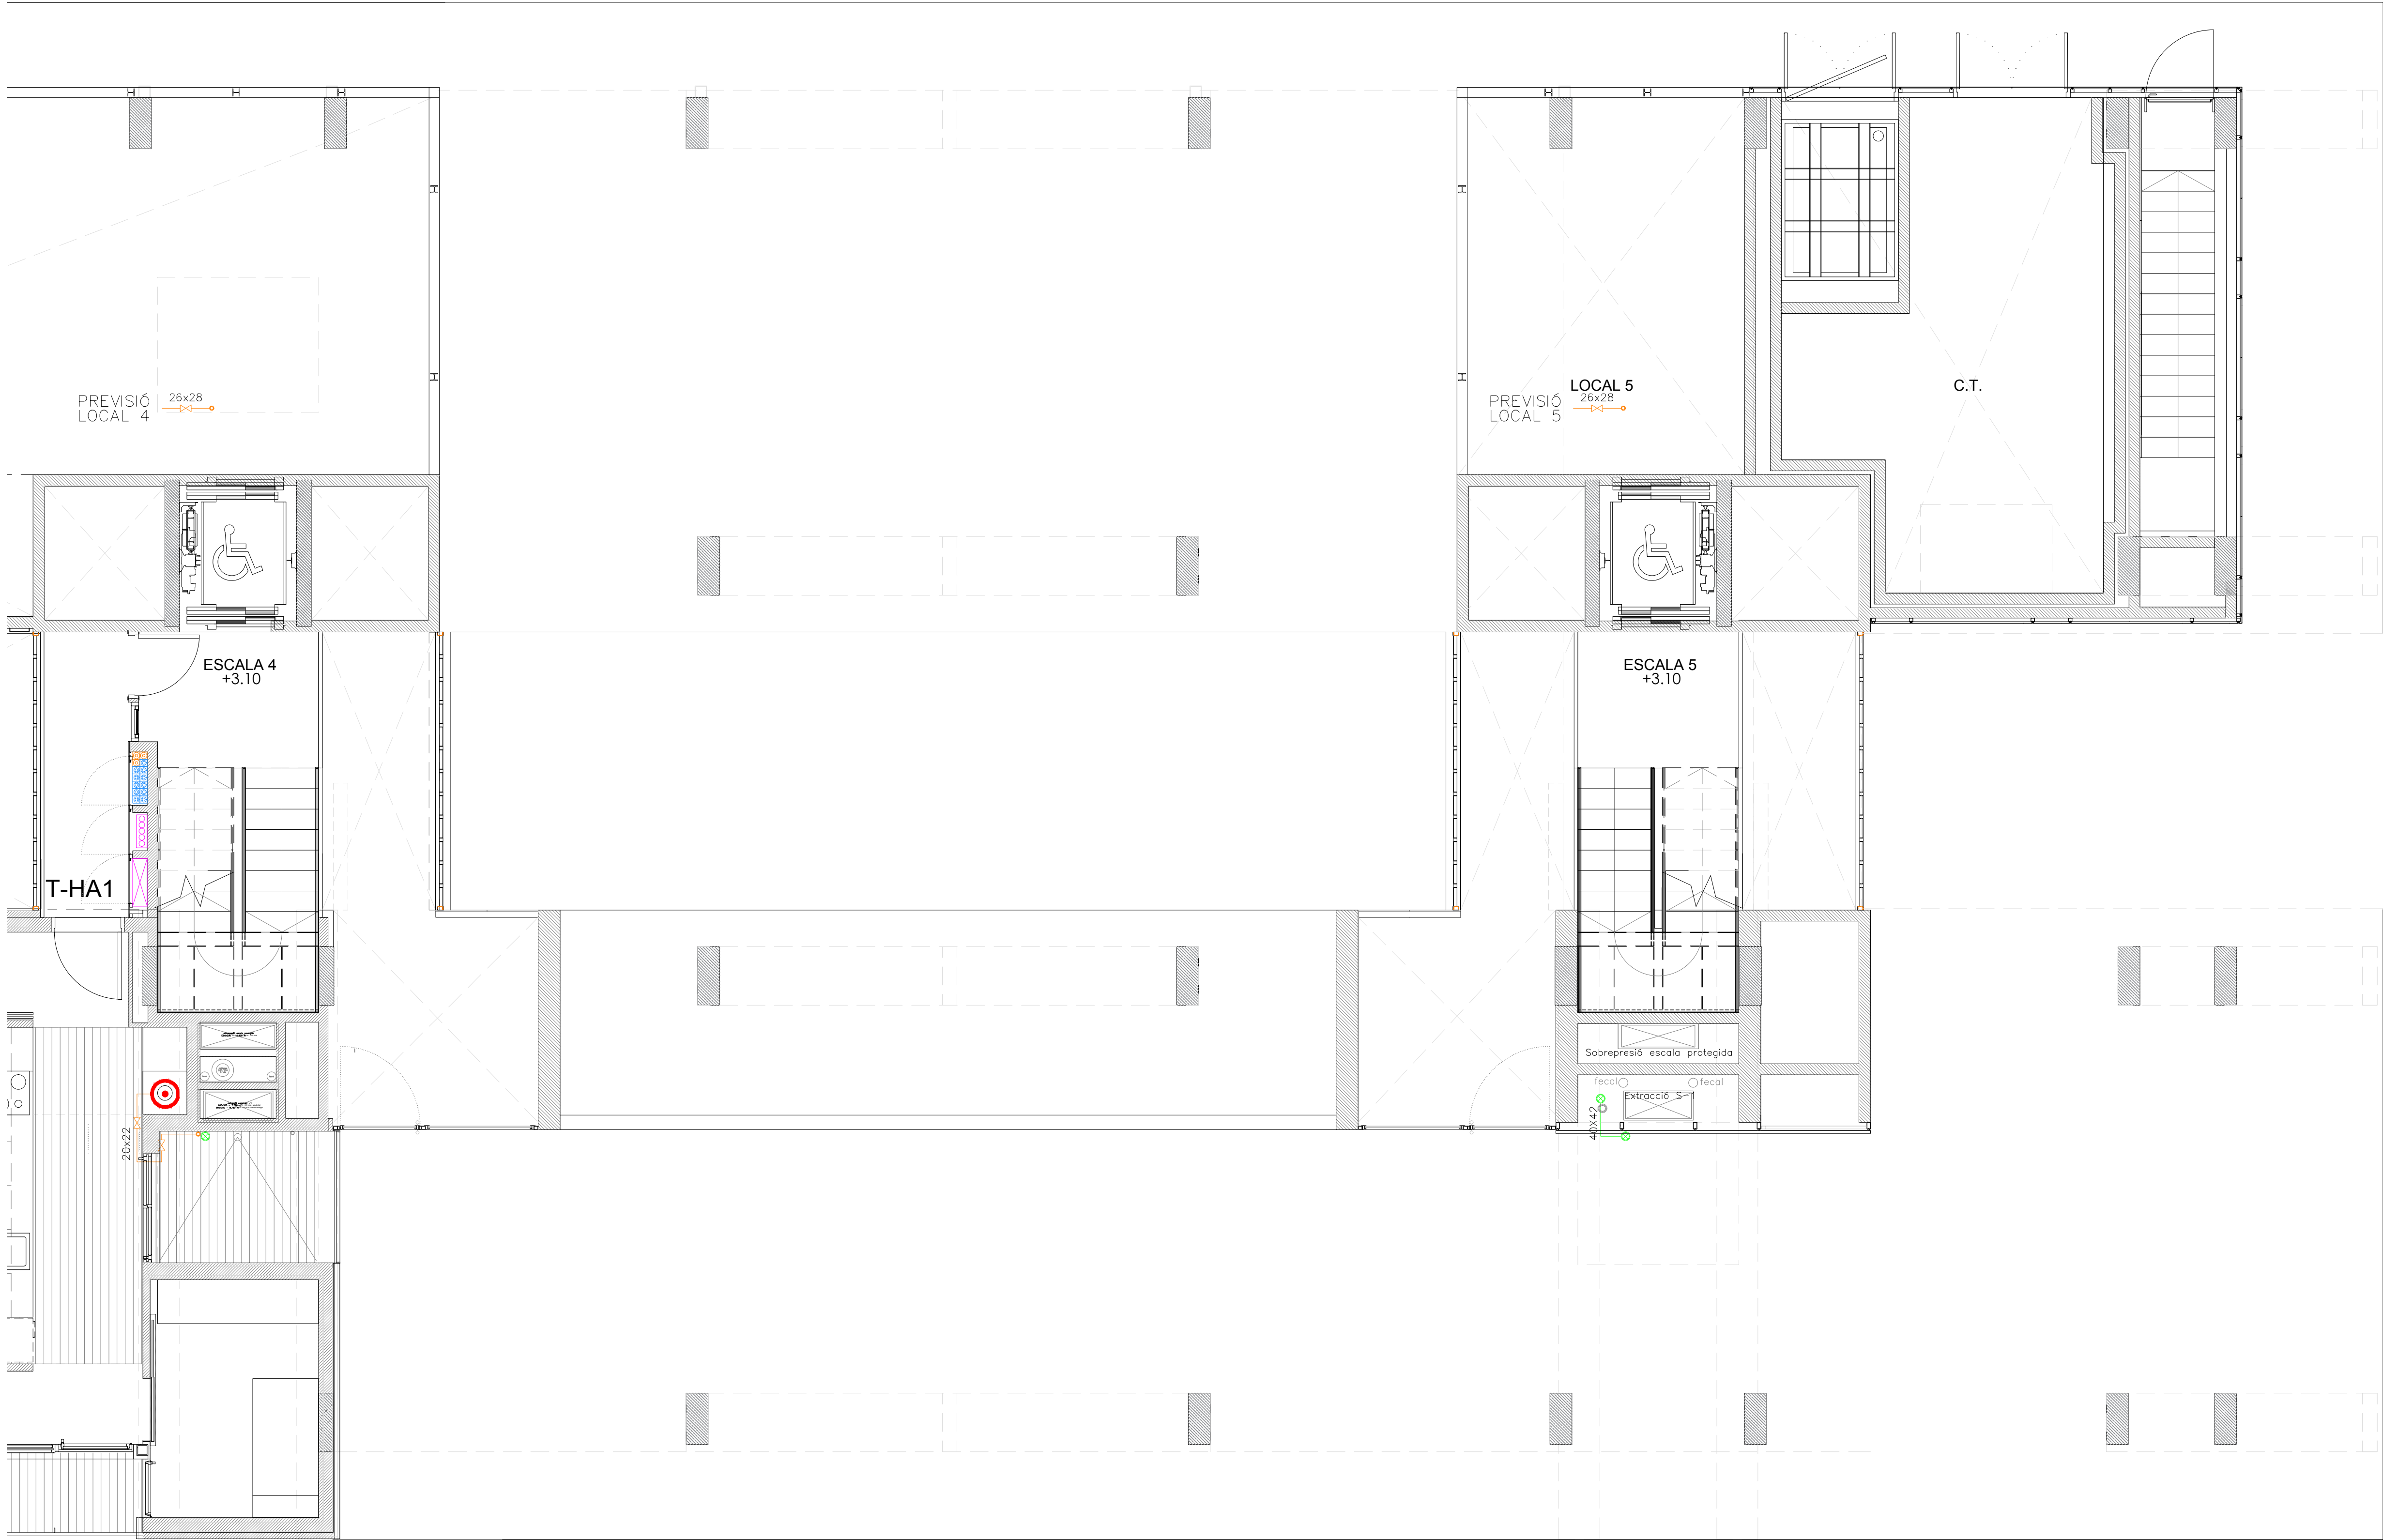 PREVISIÓ
LOCAL 4
26x28
LOCAL 5
PREVISIÓ
LOCAL 5
26x28
C.T.
ESCALA 4
+3.10
ESCALA 5
+3.10
T-HA1
Sobrepresió escala protegida
fecal
fecal
Extracció S-1
40X42
20x22